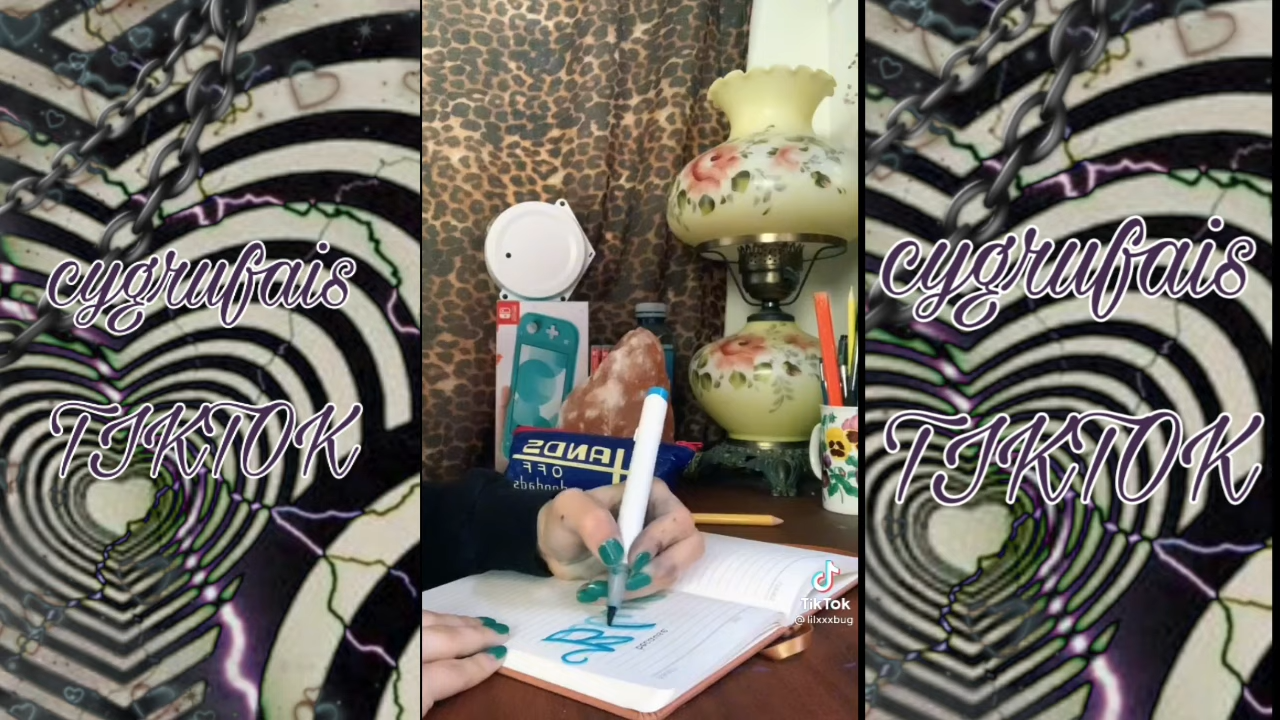 cygrufais
TIKTOK
HANDS
OFF
TikTok
@lilxxxbug
cygrufais
TIKTOK